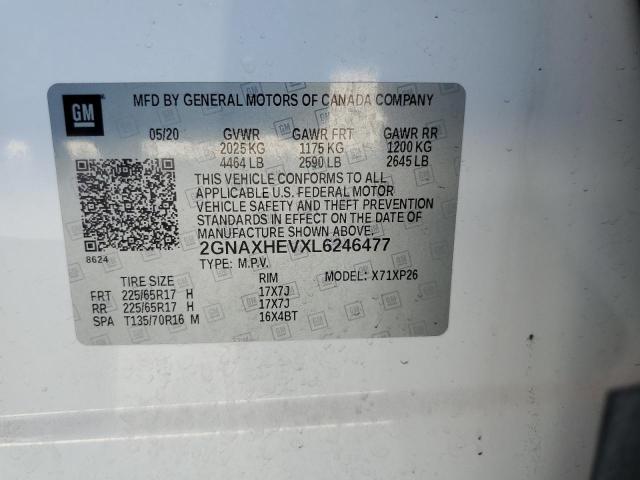 GM MFD BY GENERAL MOTORS OF CANADA COMPANY
05/20 GVWR GAWR FRT GAWR RR
2025 KG 1175 KG 1200 KG
4464 LB 2590 LB 2645 LB
THIS VEHICLE CONFORMS TO ALL
APPLICABLE U.S. FEDERAL MOTOR
VEHICLE SAFETY AND THEFT
PREVENTION STANDARDS IN
EFFECT ON THE DATE OF
MANUFACTURE SHOWN ABOVE.
8624 2GNAXHEVXL6246477
TYPE: M.P.V.
TIRE SIZE RIM MODEL: X71XP26
FRT 225/65R17 H 17X7J
RR 225/65R17 H 17X7J
SPA T135/70R16 M 16X4BT